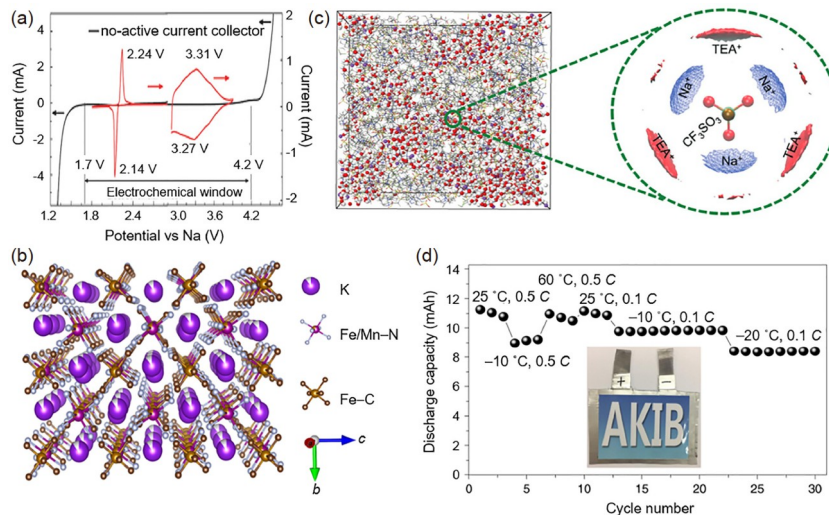 (a)
no-active current collector
Current (mA)
4
2
0
−2
−4
2
1
0
−1
−2
Current (mA)
2.24 V
3.31 V
2.14 V
3.27 V
1.7 V
4.2 V
Electrochemical window
1.2 1.8 2.4 3.0 3.6 4.2 4.8
Potential vs Na (V)
(b)
K
Fe/Mn–N
Fe–C
c
b
(c)
TEA⁺
Na⁺
Na⁺
CF₃SO₃
TEA⁺
TEA⁺
Na⁺
(d)
Discharge capacity (mAh)
14
12
10
8
6
4
2
0
60 °C, 0.5 C
25 °C, 0.5 C
25 °C, 0.1 C
−10 °C, 0.1 C
−20 °C, 0.1 C
−10 °C, 0.5 C
+ −
AKIB
0 5 10 15 20 25 30
Cycle number